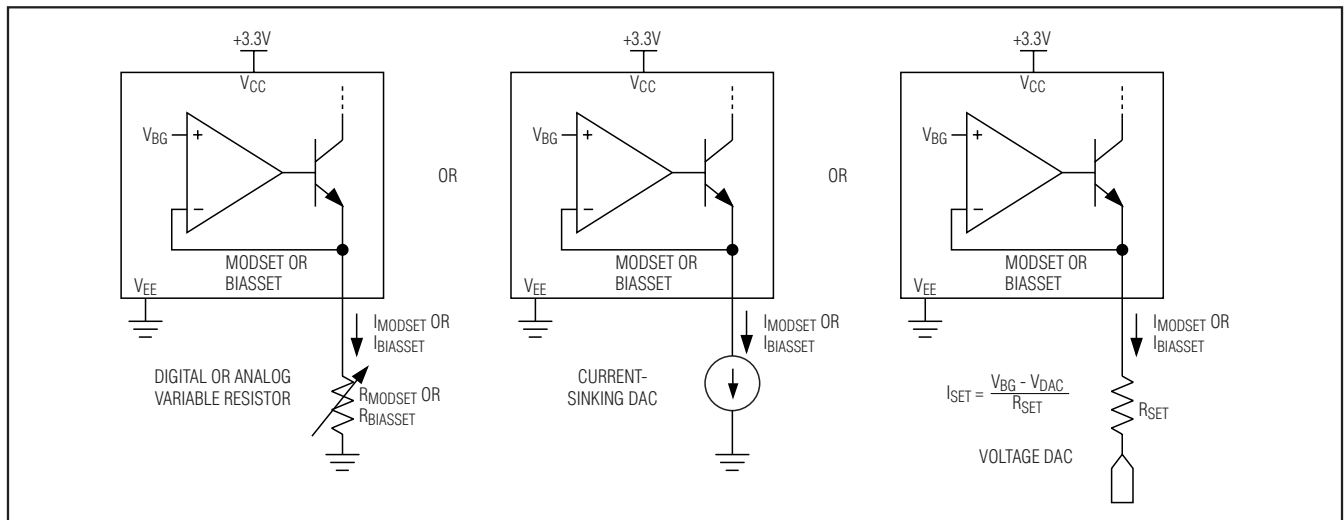 +3.3V
VCC
VBG
+
−
MODSET OR
BIASSET
VEE
IMODSET OR
IBIASSET
DIGITAL OR ANALOG
VARIABLE RESISTOR
RMODSET OR
RBIASSET
OR
+3.3V
VCC
VBG
+
−
MODSET OR
BIASSET
VEE
IMODSET OR
IBIASSET
CURRENT-
SINKING DAC
OR
+3.3V
VCC
VBG
+
−
MODSET OR
BIASSET
VEE
IMODSET OR
IBIASSET
ISET = VBG - VDAC
RSET
RSET
VOLTAGE DAC